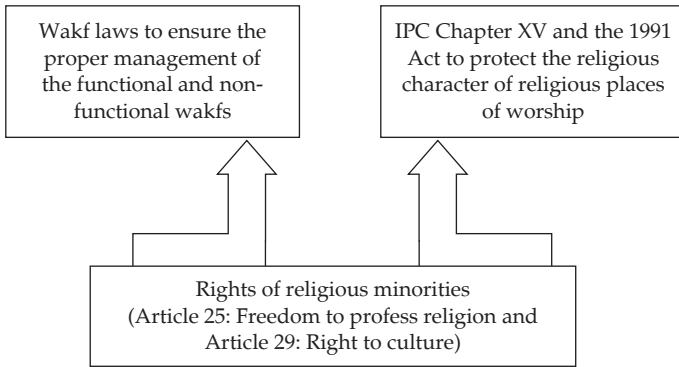 Wakf laws to ensure the
proper management of
the functional and non-
functional wakfs
IPC Chapter XV and the 1991
Act to protect the religious
character of religious places
of worship
Rights of religious minorities
(Article 25: Freedom to profess religion and
Article 29: Right to culture)